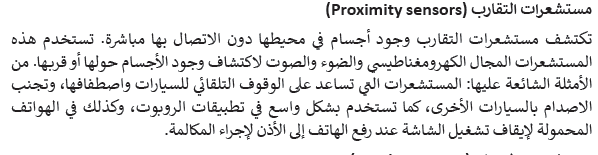 مستشعرات التقارب (Proximity sensors)
تكتشف مستشعرات التقارب وجود أجسام في محيطها دون الاتصال بها مباشرة. تستخدم هذه
المستشعرات المجال الكهرومغناطيسي والضوء والصوت لاكتشاف وجود الأجسام حولها أو قربها. من
الأمثلة الشائعة عليها: المستشعرات التي تساعد على الوقوف التلقائي للسيارات واصطفافها، وتجنب
الاصدام بالسيارات الأخرى، كما تستخدم بشكل واسع في تطبيقات الروبوت، وكذلك في الهواتف
المحمولة لإيقاف تشغيل الشاشة عند رفع الهاتف إلى الأذن لإجراء المكالمة.